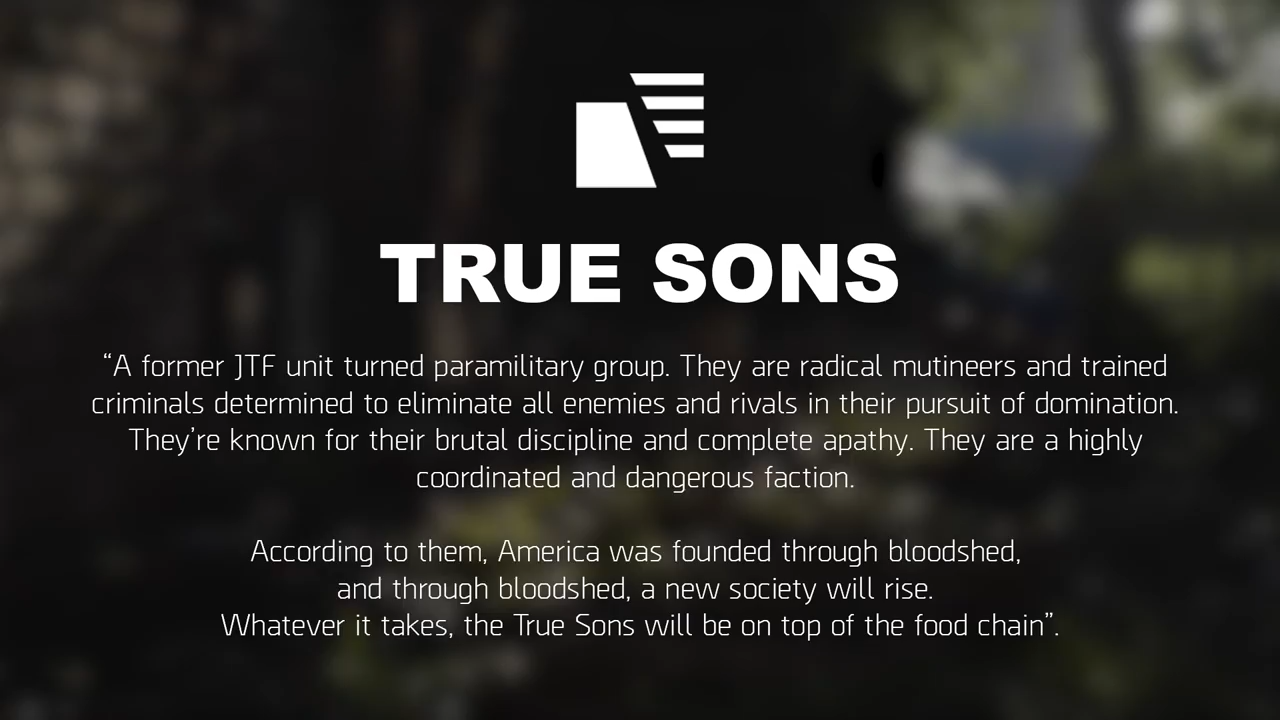 TRUE SONS
“A former JTF unit turned paramilitary group. They are radical mutineers and trained
criminals determined to eliminate all enemies and rivals in their pursuit of domination.
They’re known for their brutal discipline and complete apathy. They are a highly
coordinated and dangerous faction.
According to them, America was founded through bloodshed,
and through bloodshed, a new society will rise.
Whatever it takes, the True Sons will be on top of the food chain”.